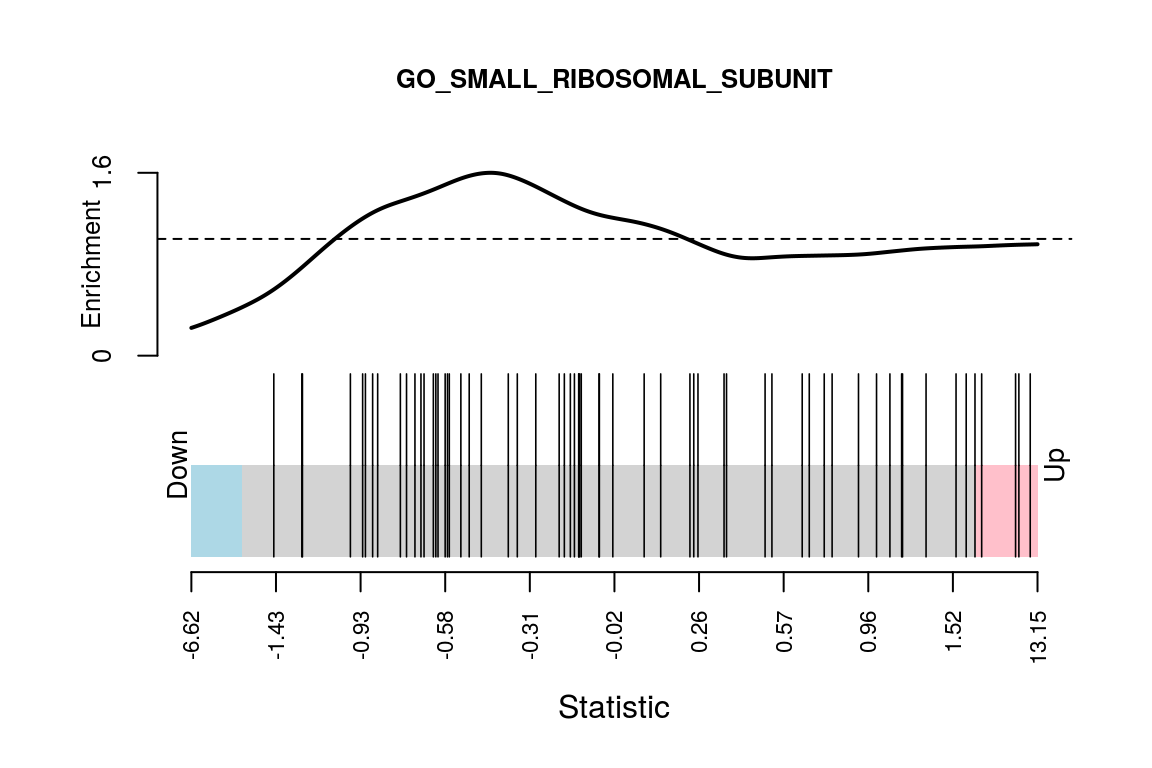 GO_SMALL_RIBOSOMAL_SUBUNIT
Enrichment
1.6
0
Down
Up
-6.62
-1.43
-0.93
-0.58
-0.31
-0.02
0.26
0.57
0.96
1.52
13.15
Statistic